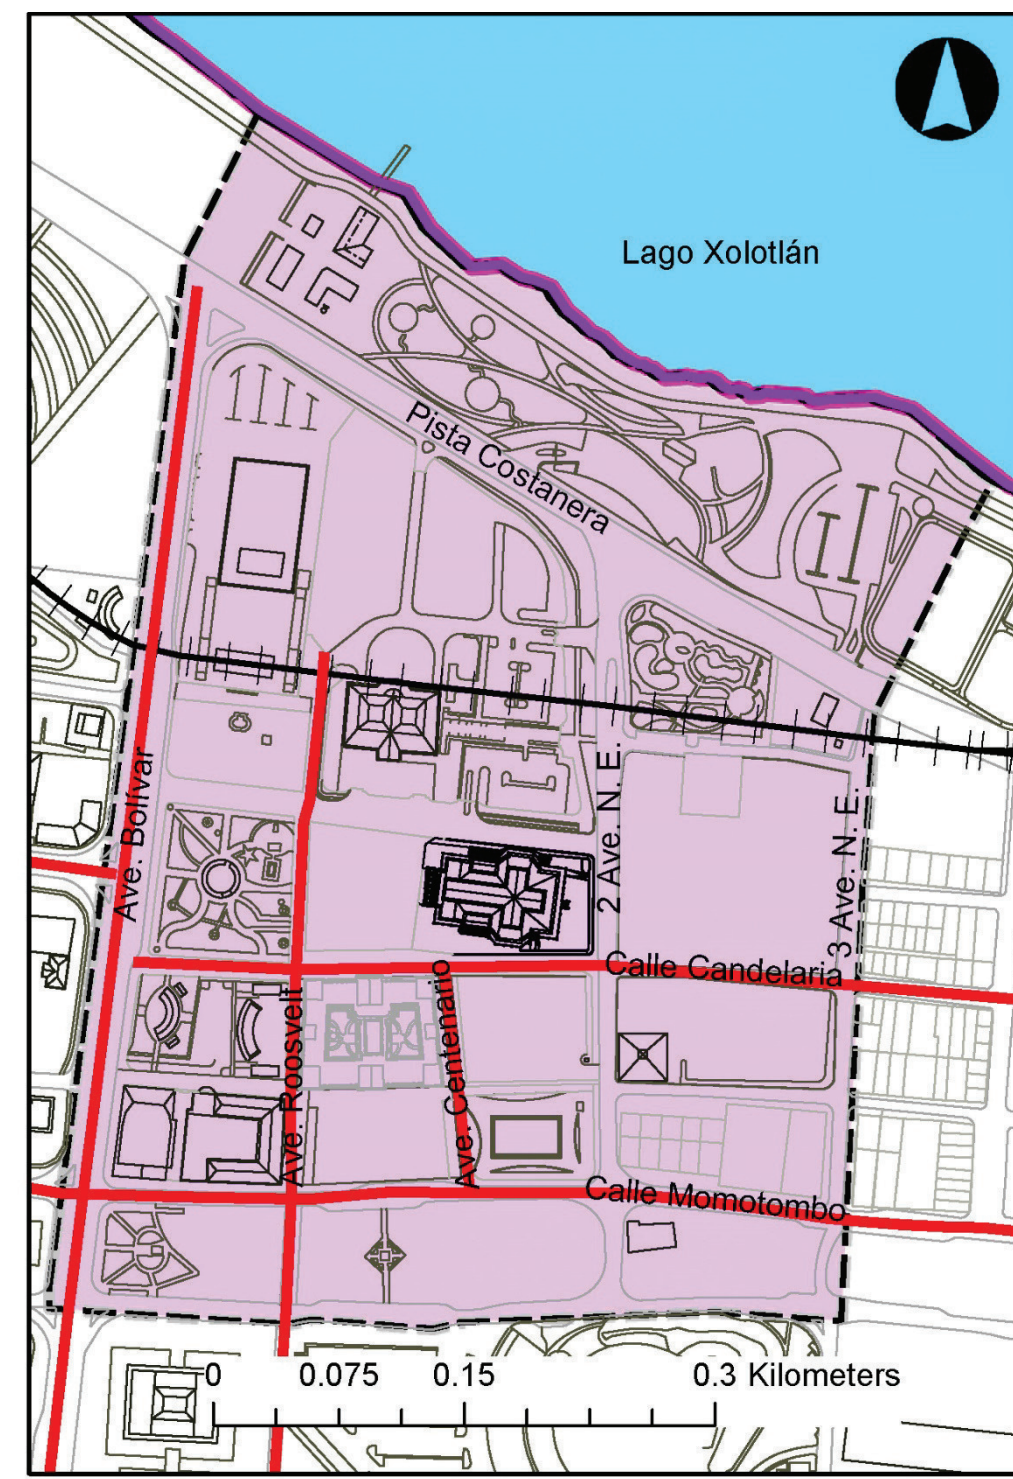 Lago Xolotlán
Pista Costanera
Ave. Bolívar
2 Ave. N. E.
3 Ave. N. E.
Calle Candelaria
Ave. Roosvelt
Ave. Centenario
Calle Momotombo
0 0.075 0.15 0.3 Kilometers